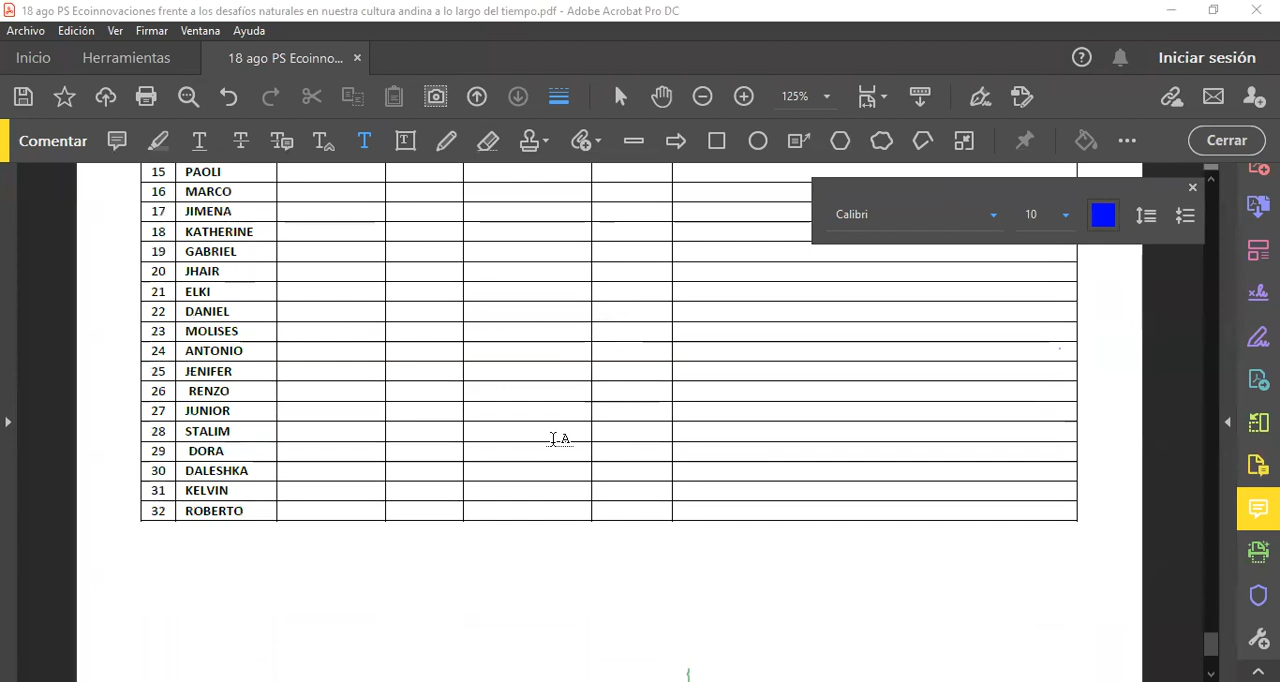 18 ago PS Ecoinnovaciones frente a los desafíos naturales en nuestra cultura andina a lo largo del tiempo.pdf - Adobe Acrobat Pro DC
Archivo Edición Ver Firmar Ventana Ayuda
Inicio Herramientas 18 ago PS Ecoinno... Iniciar sesión
125%
Comentar Cerrar
15 PAOLI
16 MARCO
17 JIMENA
Calibri 10
18 KATHERINE
19 GABRIEL
20 JHAIR
21 ELKI
22 DANIEL
23 MOLISES
24 ANTONIO
25 JENIFER
26 RENZO
27 JUNIOR
28 STALIM
29 DORA
30 DALESHKA
31 KELVIN
32 ROBERTO